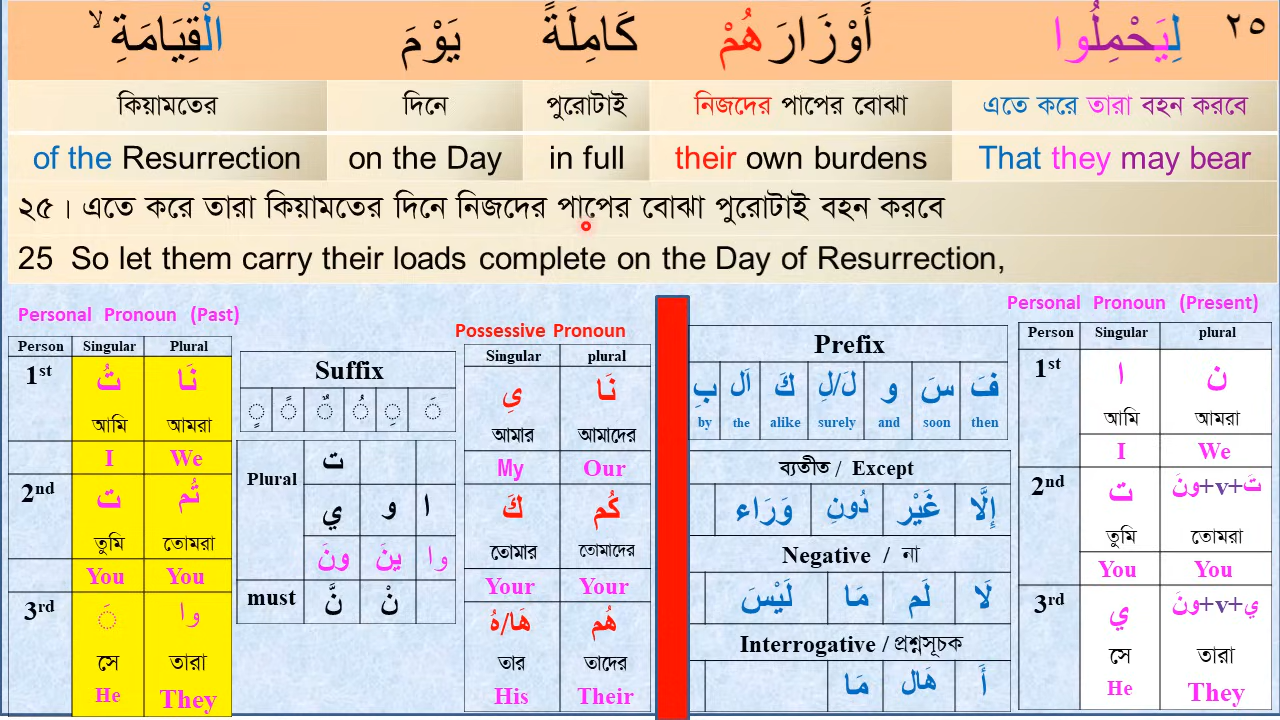 ٢٥ لِيَحْمِلُوا أَوْزَارَهُمْ كَامِلَةً يَوْمَ الْقِيَامَةِ ۙ
এতে করে তারা বহন করবে নিজদের পাপের বোঝা পুরোটাই দিনে কিয়ামতের
That they may bear their own burdens in full on the Day of the Resurrection
২৫। এতে করে তারা কিয়ামতের দিনে নিজদের পাপের বোঝা পুরোটাই বহন করবে
25 So let them carry their loads complete on the Day of Resurrection,
Personal Pronoun (Past)
Person Singular Plural
1st تُ نَا
আমি আমরা
I We
2nd ت تُم
তুমি তোমরা
You You
3rd َ وا
সে তারা
He They
Suffix
ٍ ً ٌ ُ ِ َ
Plural ت
ي و ا
ونَ ينَ وا
must نَّ نْ
Possessive Pronoun
Singular plural
يِ نَا
আমার আমাদের
My Our
كَ كُم
তোমার তোমাদের
Your Your
هَا/هُ هُم
তার তাদের
His Their
Prefix
بِ اَل كَ لَ/لِ و سَ فَ
by the alike surely and soon then
ব্যতীত / Except
وَرَاء دُونِ غَيْر إِلَّا
Negative / না
لَيْسَ مَا لَم لَا
Interrogative / প্রশ্নসূচক
مَا هَال أَ
Personal Pronoun (Present)
Person Singular plural
1st ا ن
আমি আমরা
I We
2nd ت تَ+v+ونَ
তুমি তোমরা
You You
3rd ي ي+v+ونَ
সে তারা
He They